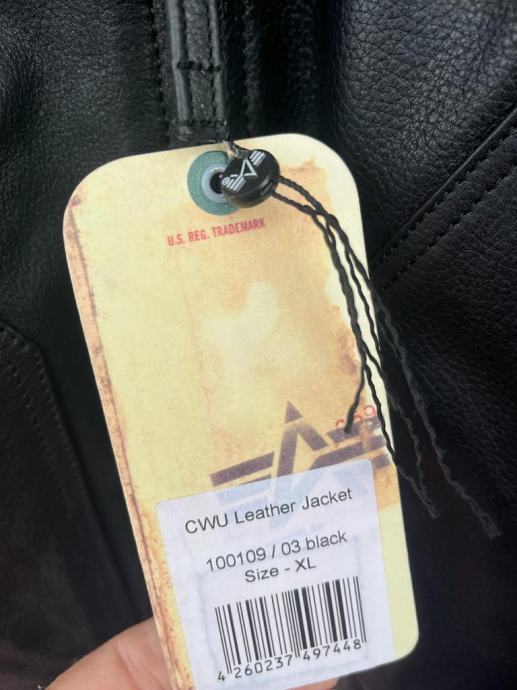 U.S. REG. TRADEMARK
CWU Leather Jacket
100109 / 03 black
Size - XL
4 260237 497448